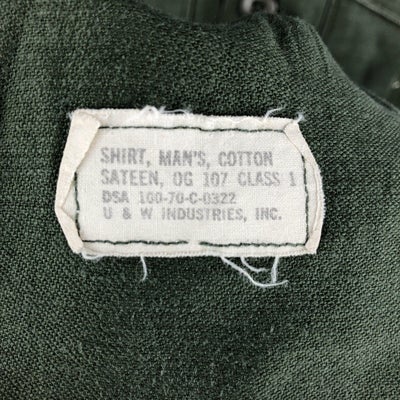 SHIRT, MAN'S, COTTON
SATEEN, OG 107 CLASS 1
DSA 100-70-C-0322
U & W INDUSTRIES, INC.